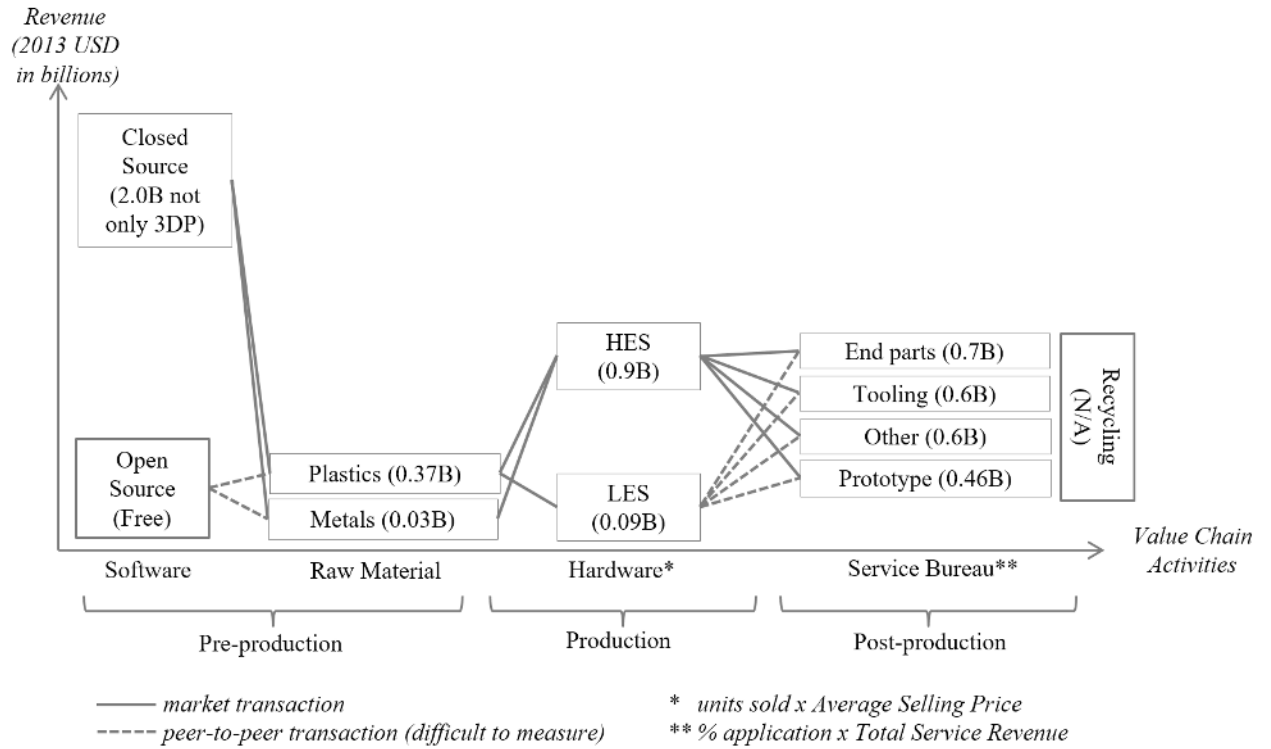 Revenue
(2013 USD
in billions)
Closed
Source
(2.0B not
only 3DP)
Open
Source
(Free)
Plastics (0.37B)
Metals (0.03B)
HES
(0.9B)
LES
(0.09B)
End parts (0.7B)
Tooling (0.6B)
Other (0.6B)
Prototype (0.46B)
Recycling
(N/A)
Value Chain
Activities
Software
Raw Material
Hardware*
Service Bureau**
Pre-production
Production
Post-production
market transaction
peer-to-peer transaction (difficult to measure)
* units sold x Average Selling Price
** % application x Total Service Revenue